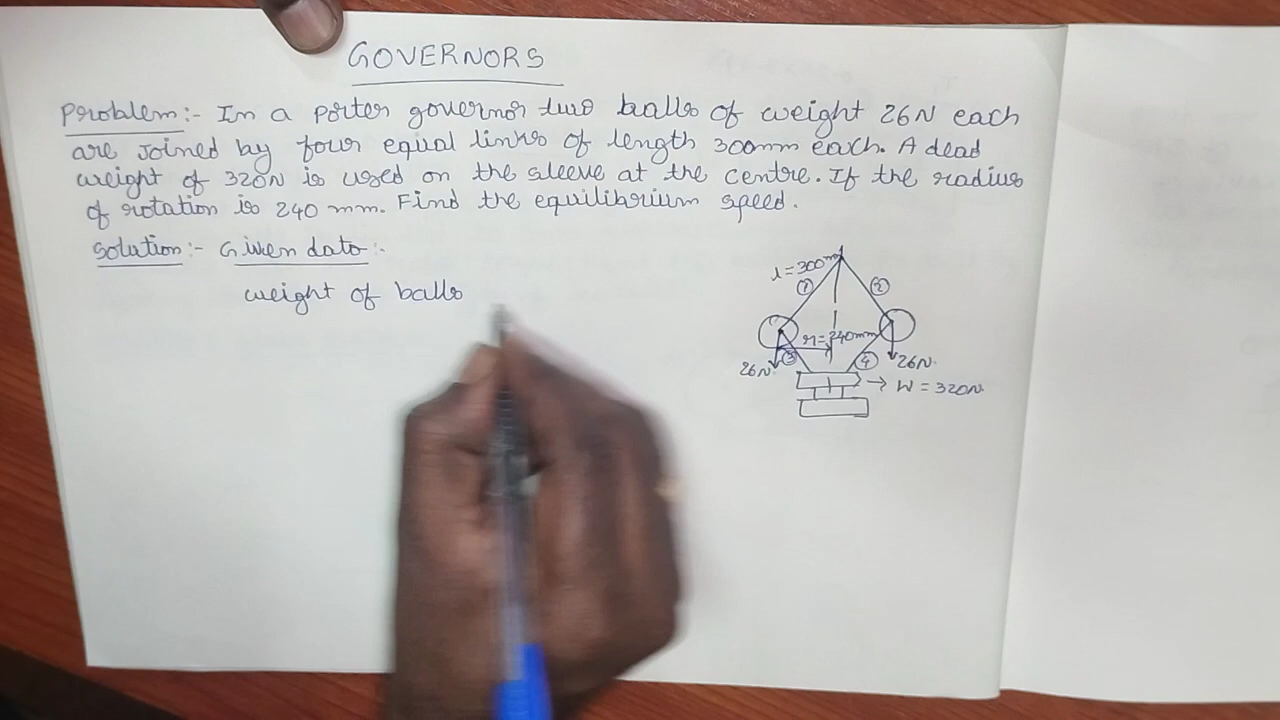 GOVERNORS
Problem:- In a porter governor two balls of weight 26N each
are joined by four equal links of length 300mm each. A dead
weight of 320N is used on the sleeve at the centre. If the radius
of rotation is 240 mm. Find the equilibrium speed.
Solution:- Given data:-
weight of balls
l=300mm
1 2
r=240mm
3 4
26N 26N
→ W = 320N